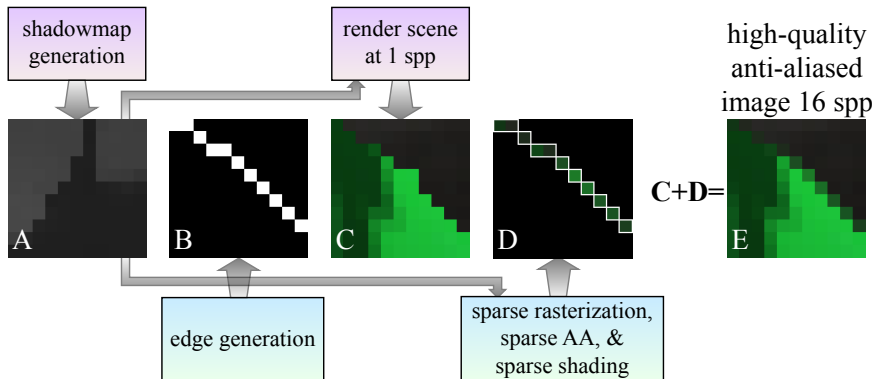 shadowmap
generation
render scene
at 1 spp
high-quality
anti-aliased
image 16 spp
A
B
C
D
C+D=
E
edge generation
sparse rasterization,
sparse AA, &
sparse shading